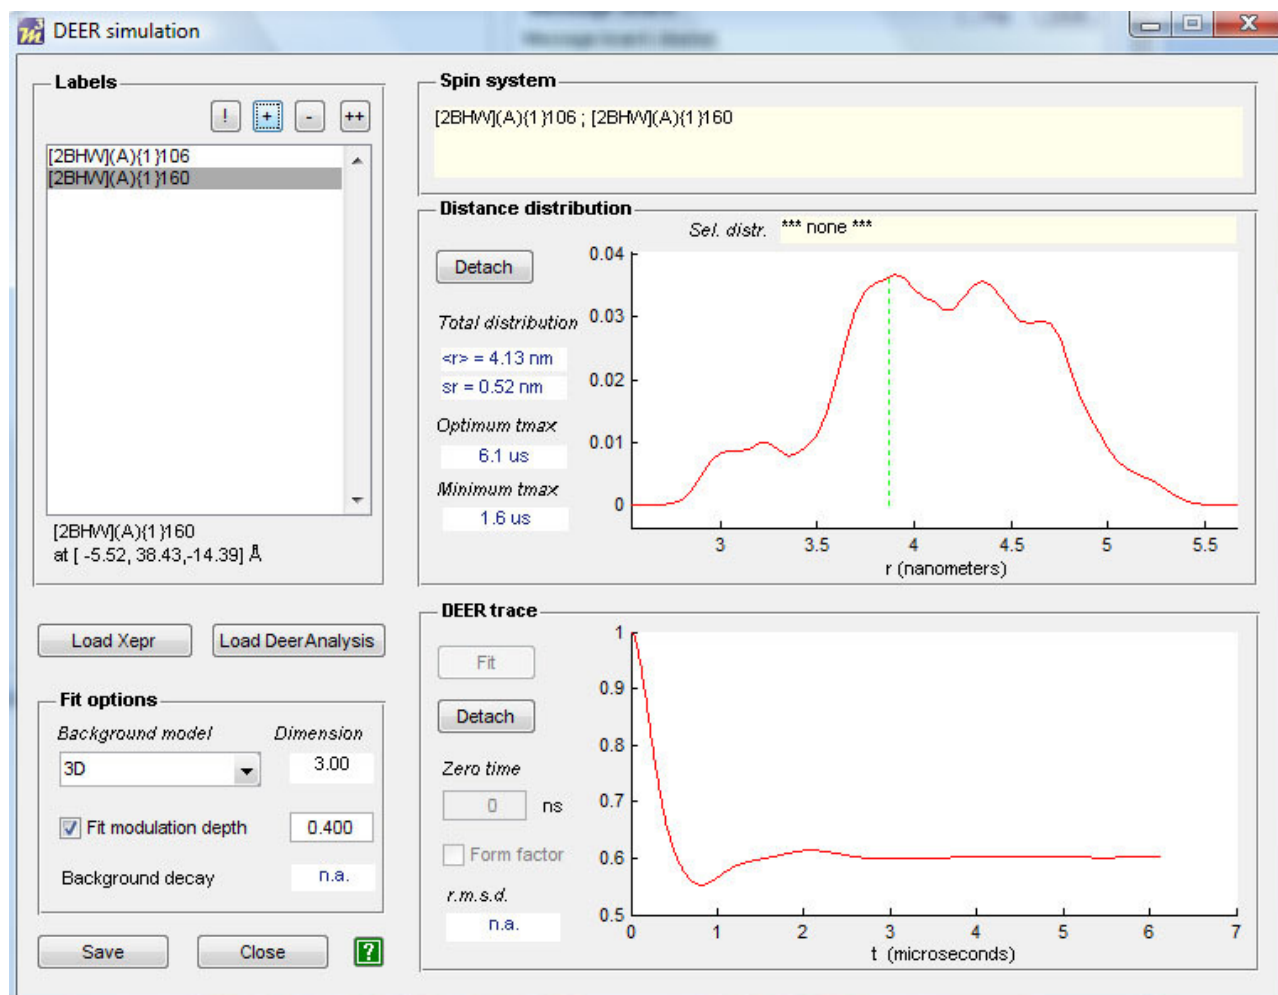 DEER simulation
Labels
! + - ++
[2BHW](A){1}106
[2BHW](A){1}160
[2BHW](A){1}160
at [ -5.52, 38.43,-14.39] Å
Load Xepr Load DeerAnalysis
Fit options
Background model Dimension
3D 3.00
Fit modulation depth 0.400
Background decay n.a.
Save Close ?
Spin system
[2BHW](A){1}106 ; [2BHW](A){1}160
Distance distribution
Sel. distr. *** none ***
Detach
Total distribution
<r> = 4.13 nm
sr = 0.52 nm
Optimum tmax
6.1 us
Minimum tmax
1.6 us
0.04
0.03
0.02
0.01
0
3 3.5 4 4.5 5 5.5
r (nanometers)
DEER trace
Fit
Detach
Zero time
0 ns
Form factor
r.m.s.d.
n.a.
1
0.9
0.8
0.7
0.6
0.5
0 1 2 3 4 5 6 7
t (microseconds)